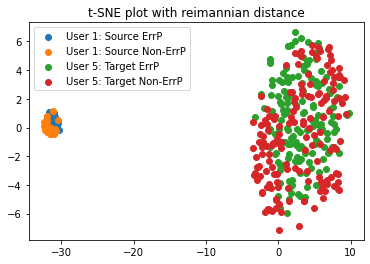 t-SNE plot with reimannian distance
User 1: Source ErrP
User 1: Source Non-ErrP
User 5: Target ErrP
User 5: Target Non-ErrP
6
4
2
0
−2
−4
−6
−30 −20 −10 0 10